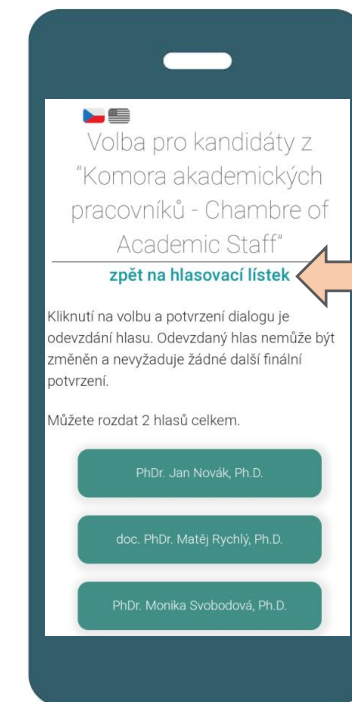 Volba pro kandidáty z
"Komora akademických
pracovníků - Chambre of
Academic Staff"
zpět na hlasovací lístek
Kliknutí na volbu a potvrzení dialogu je
odevzdání hlasu. Odevzdaný hlas nemůže být
změněn a nevyžaduje žádné další finální
potvrzení.
Můžete rozdat 2 hlasů celkem.
PhDr. Jan Novák, Ph.D.
doc. PhDr. Matěj Rychlý, Ph.D.
PhDr. Monika Svobodová, Ph.D.